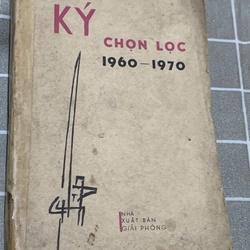 KÝ
CHỌN LỌC
1960-1970
NHÀ
XUẤT BẢN
GIẢI PHÓNG